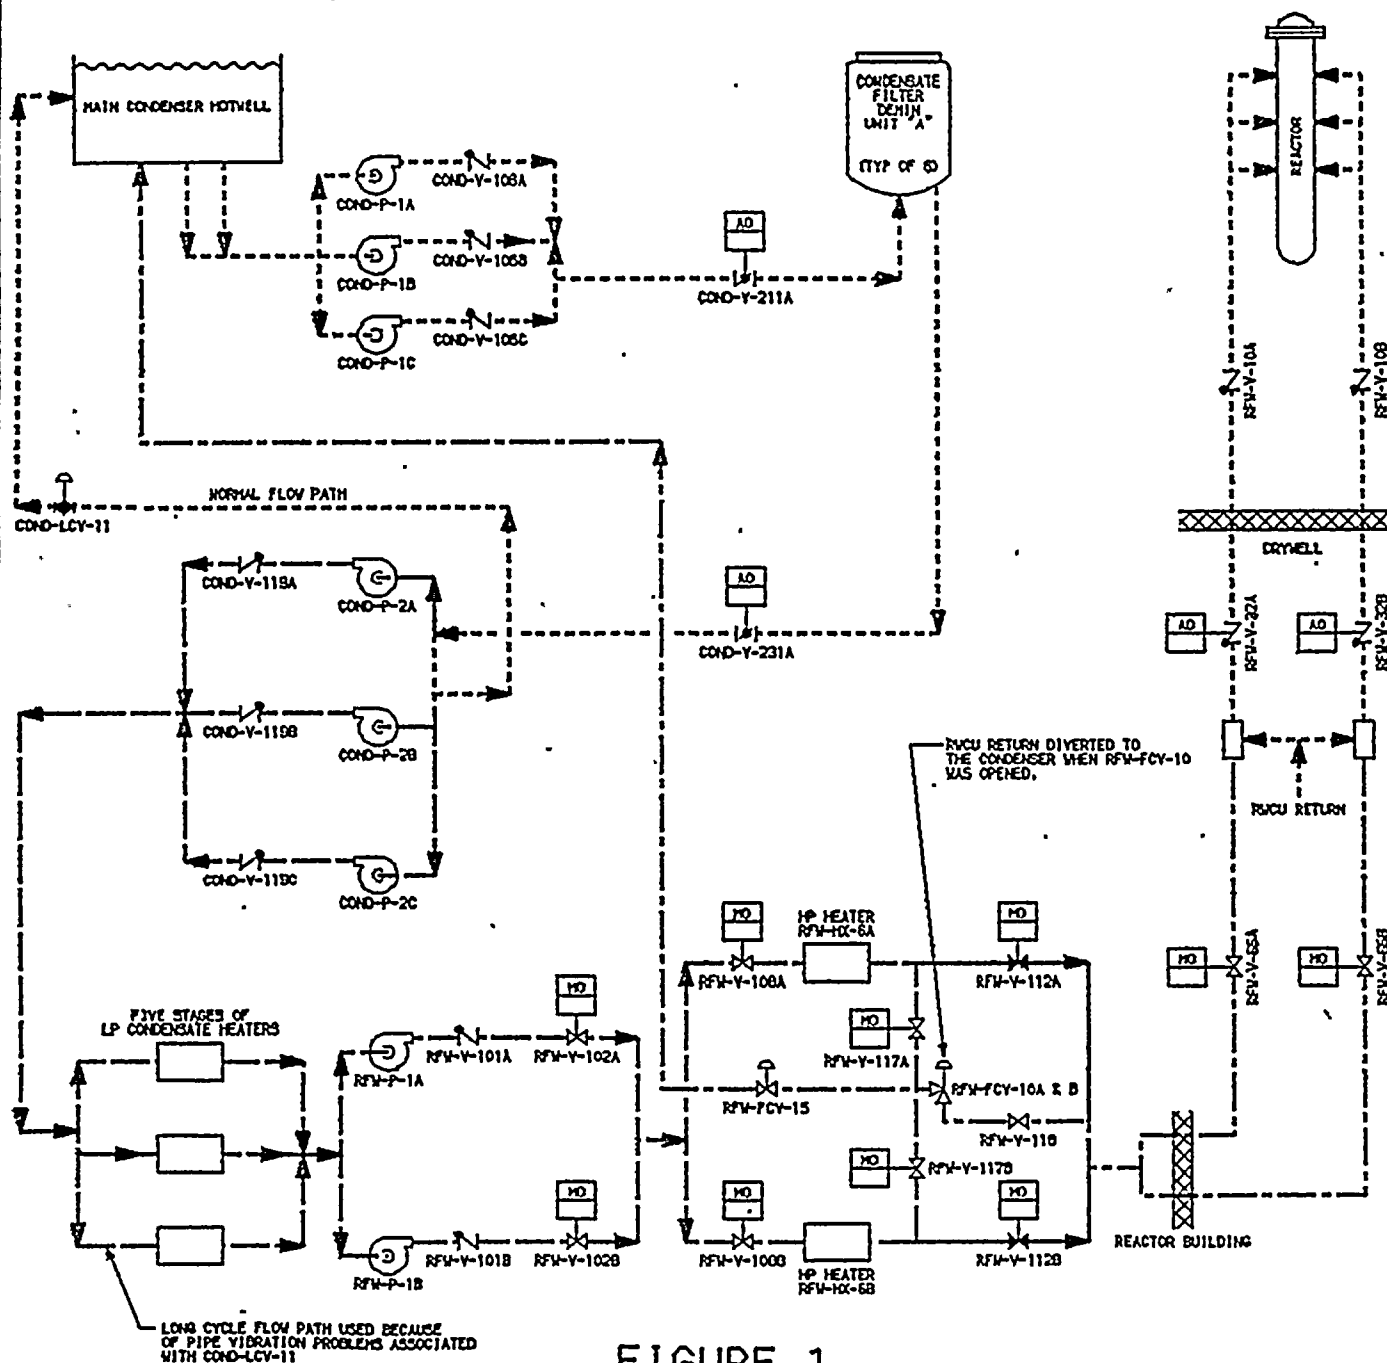 MAIN CONDENSER HOTWELL
COND-P-1A
COND-V-106A
COND-P-1B
COND-V-106B
COND-P-1C
COND-V-106C
AO
COND-V-211A
CONDENSATE
FILTER
DEMIN
UNIT "A"
(TYP OF 6)
REACTOR
RFW-V-10A
RFW-V-10B
DRYWELL
NORMAL FLOW PATH
COND-LCV-11
COND-V-119A
COND-P-2A
COND-V-119B
COND-P-2B
COND-V-119C
COND-P-2C
AO
COND-V-231A
AO
RFW-V-32A
AO
RFW-V-32B
RWCU RETURN DIVERTED TO
THE CONDENSER WHEN RFW-FCV-10
WAS OPENED.
RWCU RETURN
MO
RFW-V-65A
MO
RFW-V-65B
FIVE STAGES OF
LP CONDENSATE HEATERS
RFW-P-1A
RFW-V-101A
MO
RFW-V-102A
RFW-P-1B
RFW-V-101B
MO
RFW-V-102B
MO
RFW-V-108A
HP HEATER
RFW-HX-6A
MO
RFW-V-112A
MO
RFW-V-117A
RFW-FCV-15
RFW-FCV-10A & B
RFW-V-118
MO
RFW-V-117B
MO
RFW-V-108B
HP HEATER
RFW-HX-6B
MO
RFW-V-112B
REACTOR BUILDING
LONG CYCLE FLOW PATH USED BECAUSE
OF PIPE VIBRATION PROBLEMS ASSOCIATED
WITH COND-LCV-11
FIGURE 1